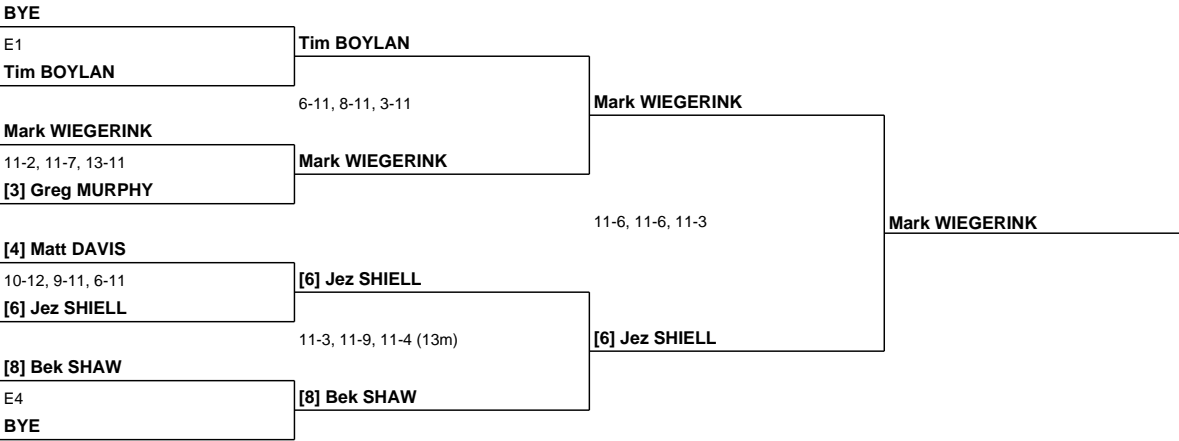 BYE
E1
Tim BOYLAN
Tim BOYLAN
6-11, 8-11, 3-11
Mark WIEGERINK
Mark WIEGERINK
11-2, 11-7, 13-11
Mark WIEGERINK
[3] Greg MURPHY
11-6, 11-6, 11-3
Mark WIEGERINK
[4] Matt DAVIS
10-12, 9-11, 6-11
[6] Jez SHIELL
[6] Jez SHIELL
11-3, 11-9, 11-4 (13m)
[6] Jez SHIELL
[8] Bek SHAW
E4
[8] Bek SHAW
BYE